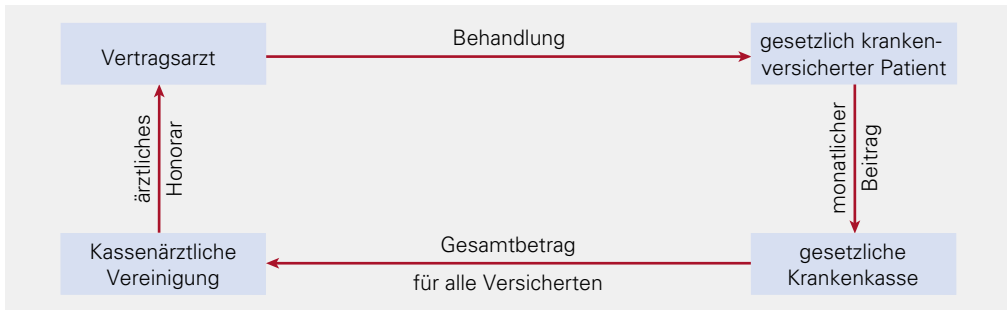 Vertragsarzt
Behandlung
gesetzlich kranken-
versicherter Patient
ärztliches
Honorar
monatlicher
Beitrag
Kassenärztliche
Vereinigung
Gesamtbetrag
für alle Versicherten
gesetzliche
Krankenkasse